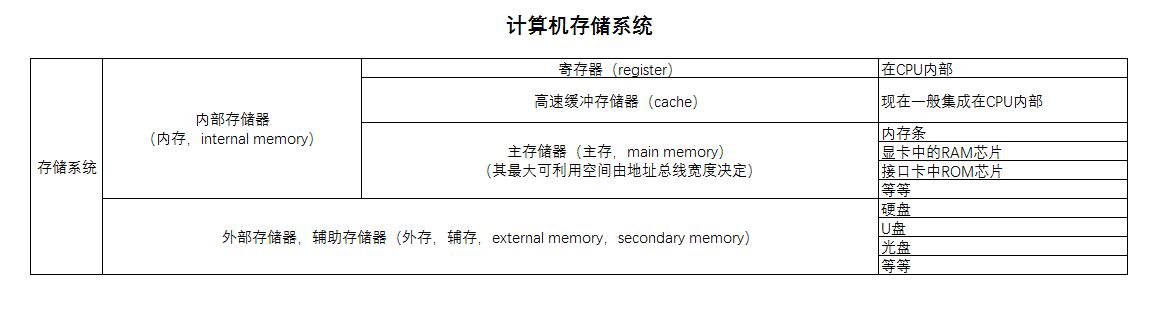 计算机存储系统
存储系统
内部存储器
（内存，internal memory）
寄存器（register）
在CPU内部
高速缓冲存储器（cache）
现在一般集成在CPU内部
主存储器（主存，main memory）
（其最大可利用空间由地址总线宽度决定）
内存条
显卡中的RAM芯片
接口卡中ROM芯片
等等
外部存储器，辅助存储器（外存，辅存，external memory，secondary memory）
硬盘
U盘
光盘
等等